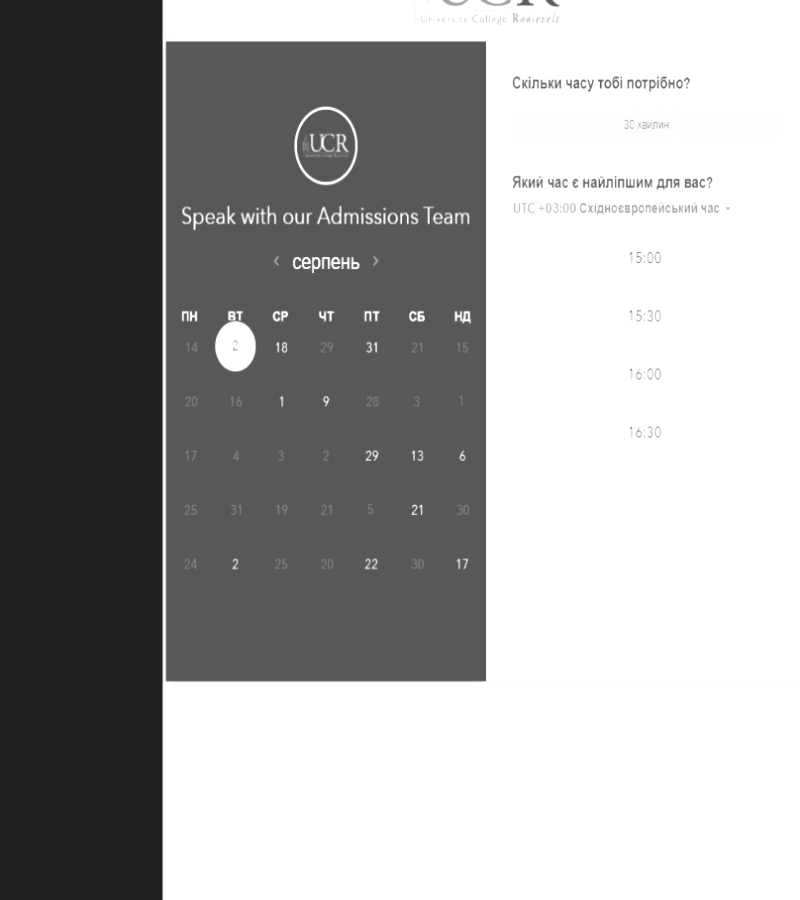 UCR
University College Roosevelt
Скільки часу тобі потрібно?
30 хвилин
UCR
Speak with our Admissions Team
‹ серпень ›
ПН ВТ СР ЧТ ПТ СБ НД
14 2 18 29 31 21 15
20 16 1 9 28 3 1
17 4 3 2 29 13 6
25 31 19 21 5 21 30
24 2 25 20 22 30 17
Який час є найліпшим для вас?
UTC +03:00 Східноєвропейський час
15:00
15:30
16:00
16:30